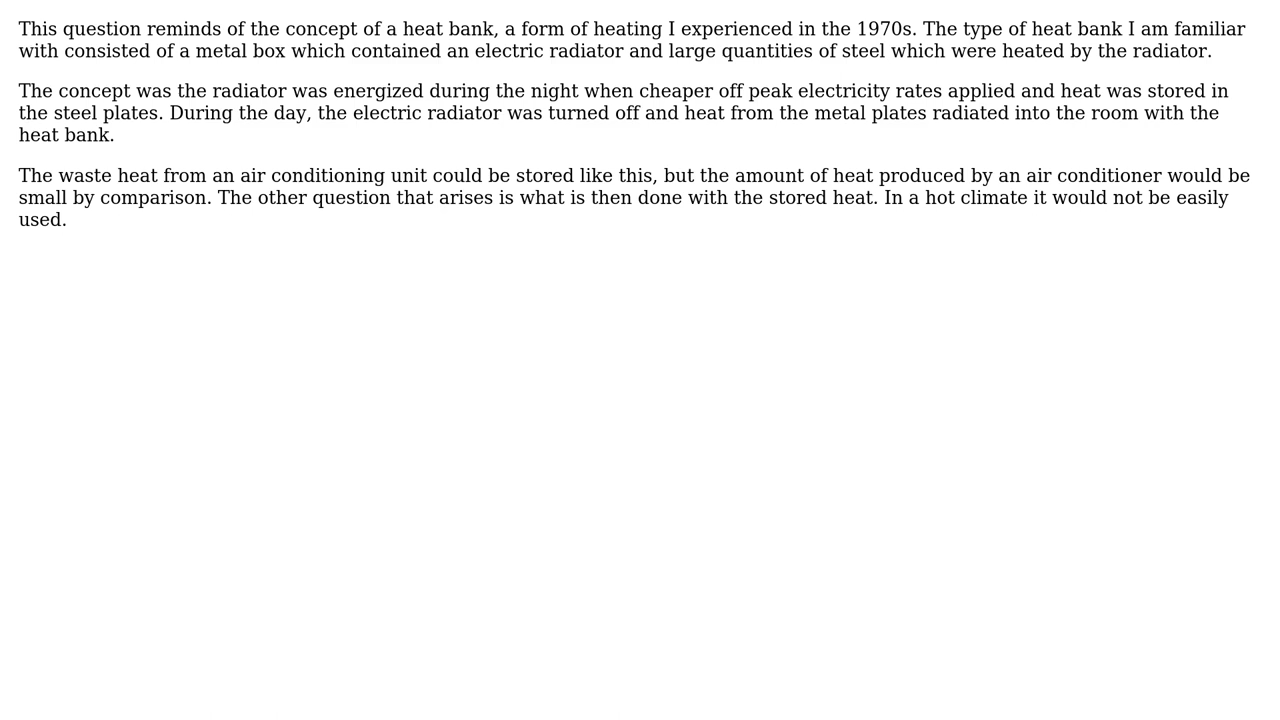 This question reminds of the concept of a heat bank, a form of heating I experienced in the 1970s. The type of heat bank I am familiar
with consisted of a metal box which contained an electric radiator and large quantities of steel which were heated by the radiator.
The concept was the radiator was energized during the night when cheaper off peak electricity rates applied and heat was stored in
the steel plates. During the day, the electric radiator was turned off and heat from the metal plates radiated into the room with the
heat bank.
The waste heat from an air conditioning unit could be stored like this, but the amount of heat produced by an air conditioner would be
small by comparison. The other question that arises is what is then done with the stored heat. In a hot climate it would not be easily
used.